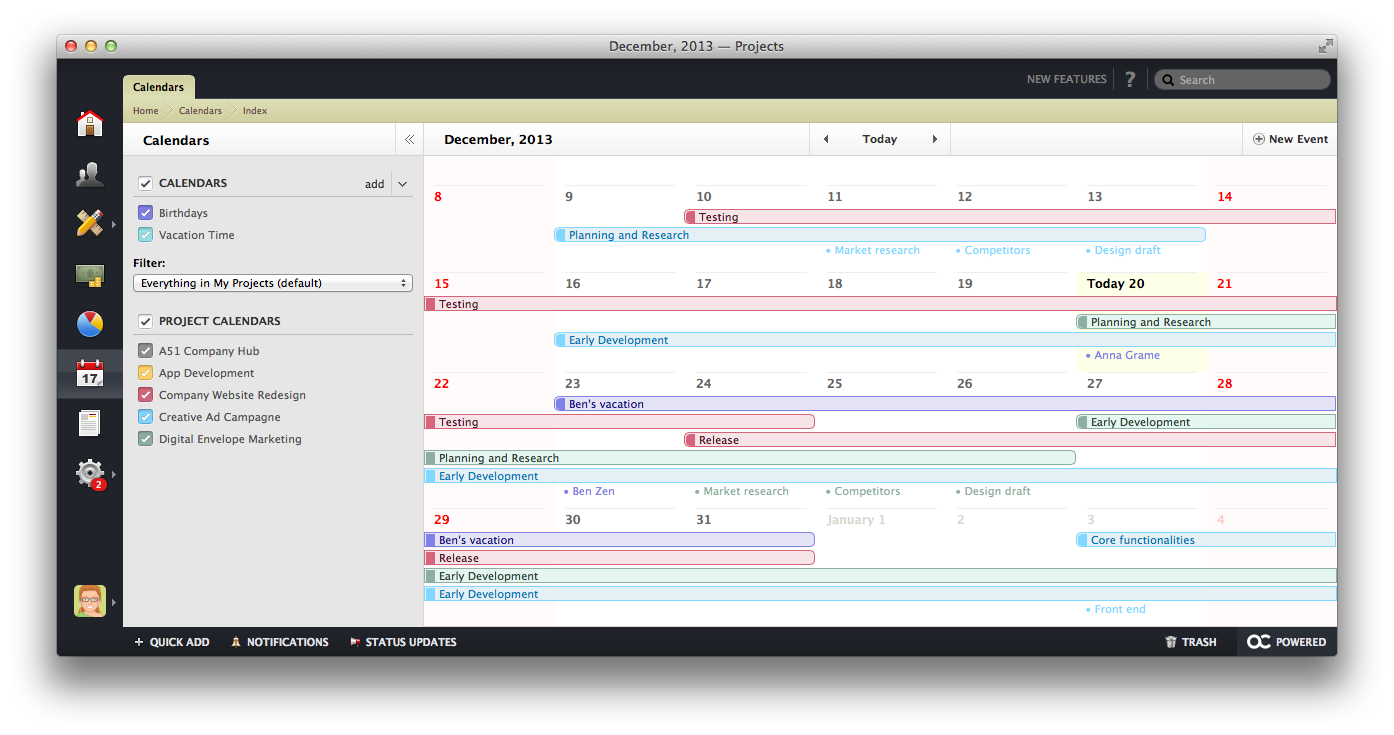 December, 2013 — Projects
Calendars
NEW FEATURES
?
Search
Home
Calendars
Index
Calendars
December, 2013
Today
New Event
CALENDARS
add
Birthdays
Vacation Time
Filter:
Everything in My Projects (default)
PROJECT CALENDARS
A51 Company Hub
App Development
Company Website Redesign
Creative Ad Campagne
Digital Envelope Marketing
17
2
8
9
10
11
12
13
14
Testing
Planning and Research
• Market research
• Competitors
• Design draft
15
16
17
18
19
Today 20
21
Testing
Planning and Research
Early Development
• Anna Grame
22
23
24
25
26
27
28
Ben's vacation
Testing
Early Development
Release
Planning and Research
Early Development
• Ben Zen
• Market research
• Competitors
• Design draft
29
30
31
January 1
2
3
4
Ben's vacation
Core functionalities
Release
Early Development
Early Development
• Front end
+ QUICK ADD
NOTIFICATIONS
STATUS UPDATES
TRASH
POWERED